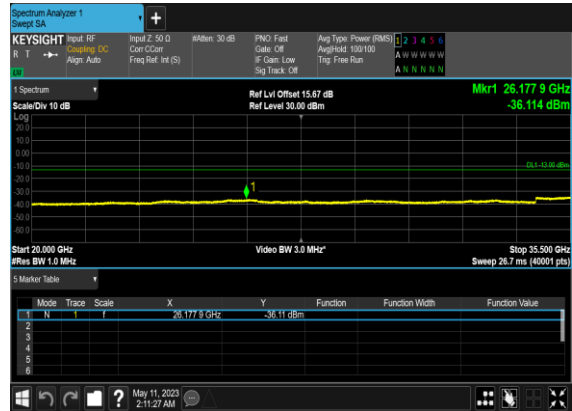 Spectrum Analyzer 1
Swept SA
KEYSIGHT Input: RF Input Z: 50 Ω #Atten: 30 dB PNO: Fast Avg Type: Power (RMS) 1 2 3 4 5 6
R T Coupling: DC Corr CCorr Gate: Off Avg|Hold: 100/100 A W W W W W
Align: Auto Freq Ref: Int (S) IF Gain: Low Trig: Free Run
Sig Track: Off A N N N N N
LXI
1 Spectrum Ref Lvl Offset 15.67 dB Mkr1 26.177 9 GHz
Scale/Div 10 dB Ref Level 30.00 dBm -36.114 dBm
Log
20.0
10.0
0.00
-10.0 DL1 -13.00 dBm
-20.0
-30.0 1
-40.0
-50.0
-60.0
Start 20.000 GHz Video BW 3.0 MHz* Stop 35.500 GHz
#Res BW 1.0 MHz Sweep 26.7 ms (40001 pts)
5 Marker Table
Mode Trace Scale X Y Function Function Width Function Value
1 N 1 f 26.177 9 GHz -36.11 dBm
2
3
4
5
6
? May 11, 2023
2:11:27 AM